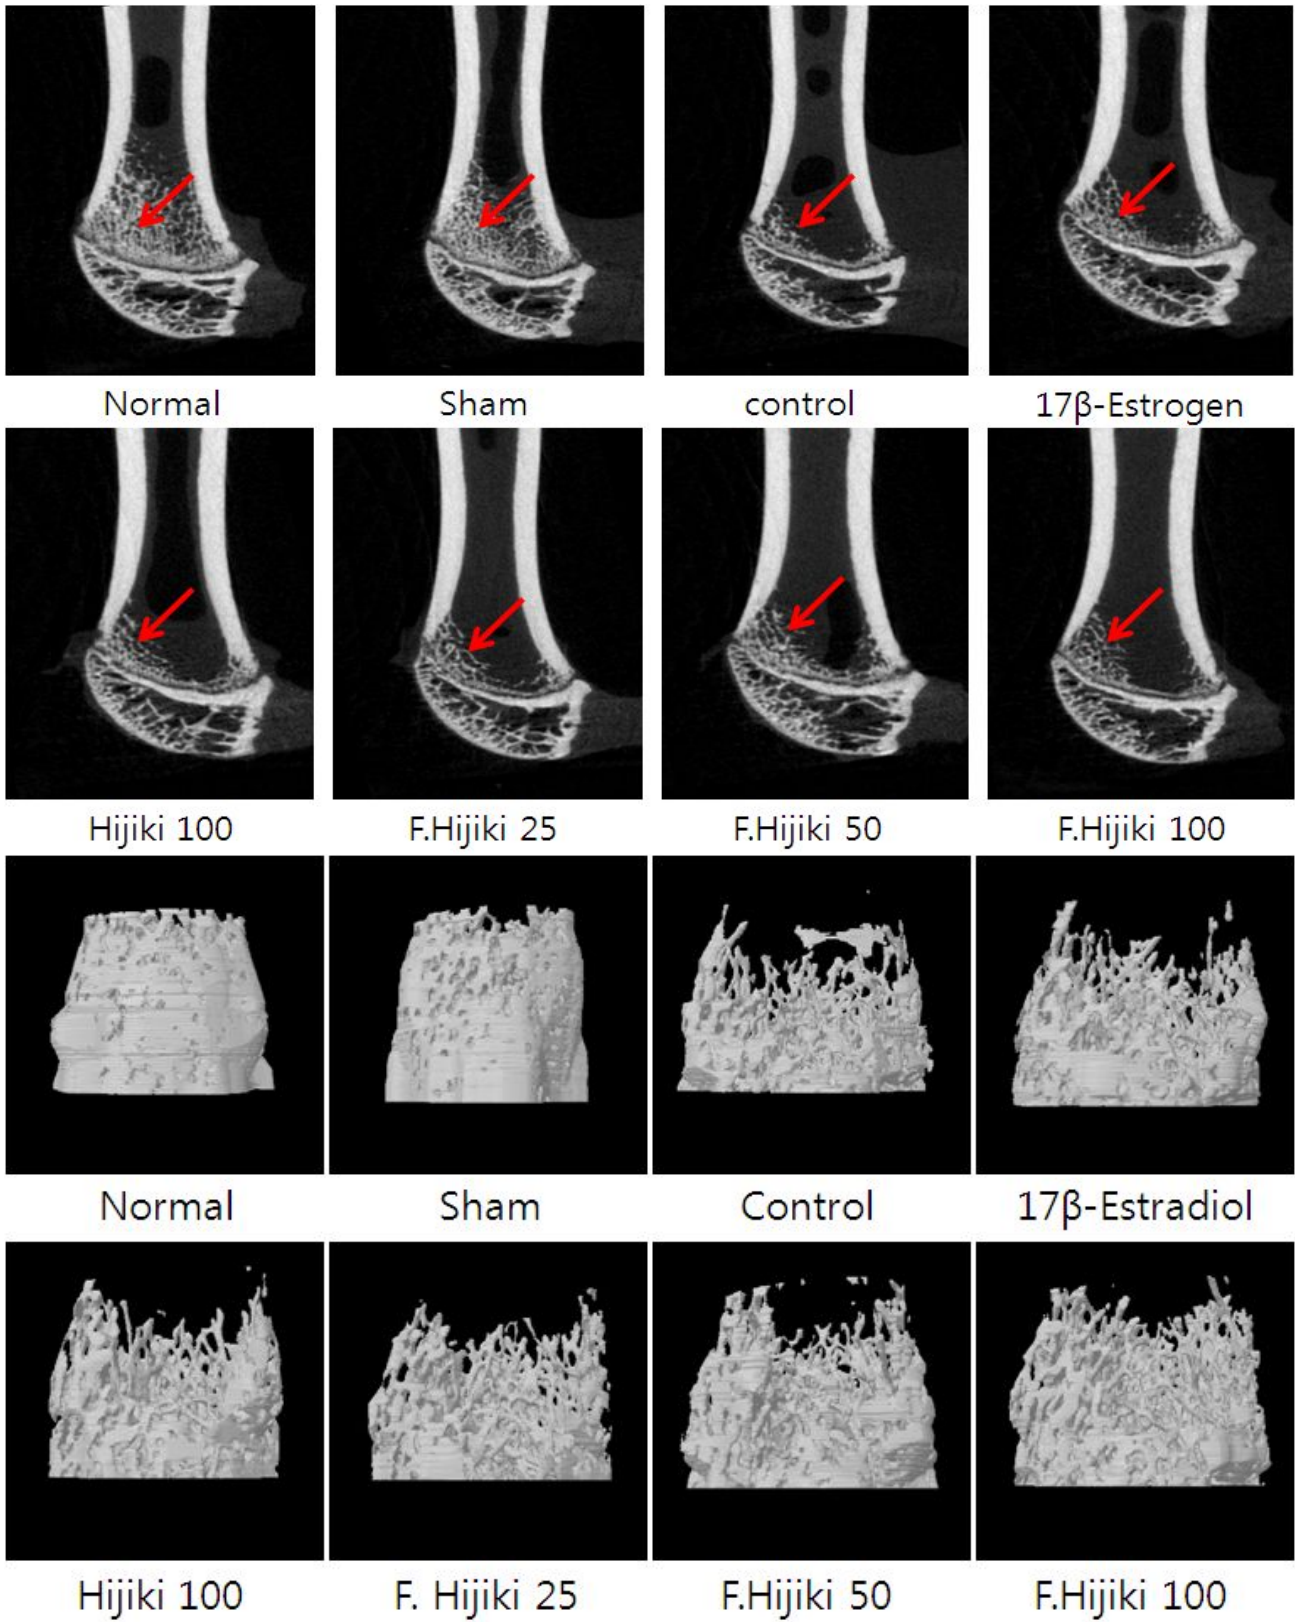 Normal
Sham
control
17β-Estrogen
Hijiki 100
F.Hijiki 25
F.Hijiki 50
F.Hijiki 100
Normal
Sham
Control
17β-Estradiol
Hijiki 100
F. Hijiki 25
F.Hijiki 50
F.Hijiki 100